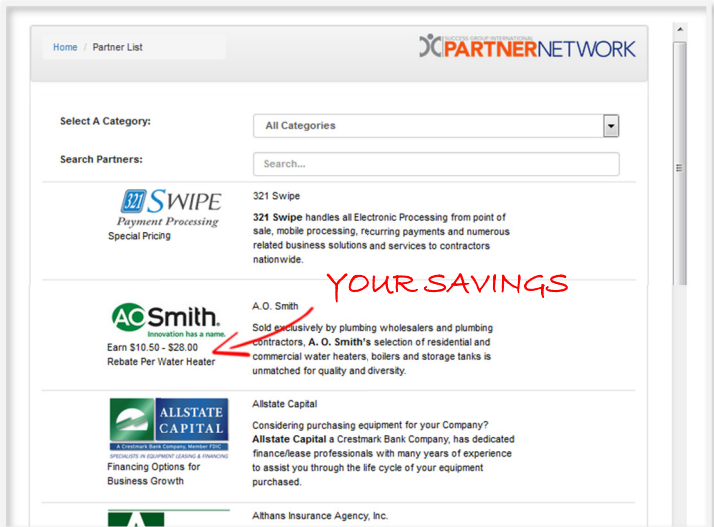 Home / Partner List
SUCCESS GROUP INTERNATIONAL
PARTNERNETWORK
Select A Category:
All Categories
Search Partners:
Search...
321 SWIPE
Payment Processing
Special Pricing
321 Swipe
321 Swipe handles all Electronic Processing from point of
sale, mobile processing, recurring payments and numerous
related business solutions and services to contractors
nationwide.
YOUR SAVINGS
AO Smith.
Innovation has a name.
Earn $10.50 - $28.00
Rebate Per Water Heater
A.O. Smith
Sold exclusively by plumbing wholesalers and plumbing
contractors, A. O. Smith's selection of residential and
commercial water heaters, boilers and storage tanks is
unmatched for quality and diversity.
ALLSTATE
CAPITAL
A Crestmark Bank Company, Member FDIC
SPECIALISTS IN EQUIPMENT LEASING & FINANCING
Financing Options for
Business Growth
Allstate Capital
Considering purchasing equipment for your Company?
Allstate Capital a Crestmark Bank Company, has dedicated
finance/lease professionals with many years of experience
to assist you through the life cycle of your equipment
purchased.
Althans Insurance Agency, Inc.